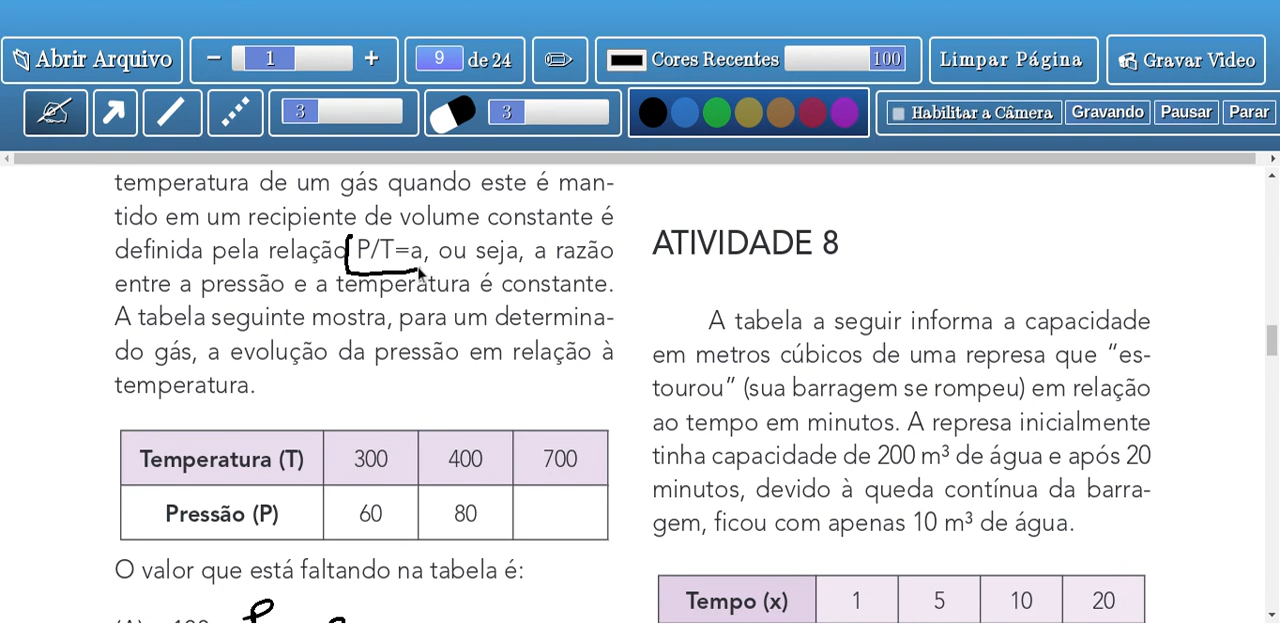 Abrir Arquivo
− 1 +
9 de 24
Cores Recentes 100
Limpar Página
Gravar Video
3
3
Habilitar a Câmera
Gravando
Pausar
Parar
temperatura de um gás quando este é man-
tido em um recipiente de volume constante é
definida pela relação P/T=a, ou seja, a razão
entre a pressão e a temperatura é constante.
A tabela seguinte mostra, para um determina-
do gás, a evolução da pressão em relação à
temperatura.
Temperatura (T) 300 400 700
Pressão (P) 60 80
O valor que está faltando na tabela é:
ATIVIDADE 8
A tabela a seguir informa a capacidade
em metros cúbicos de uma represa que “es-
tourou” (sua barragem se rompeu) em relação
ao tempo em minutos. A represa inicialmente
tinha capacidade de 200 m³ de água e após 20
minutos, devido à queda contínua da barra-
gem, ficou com apenas 10 m³ de água.
Tempo (x) 1 5 10 20